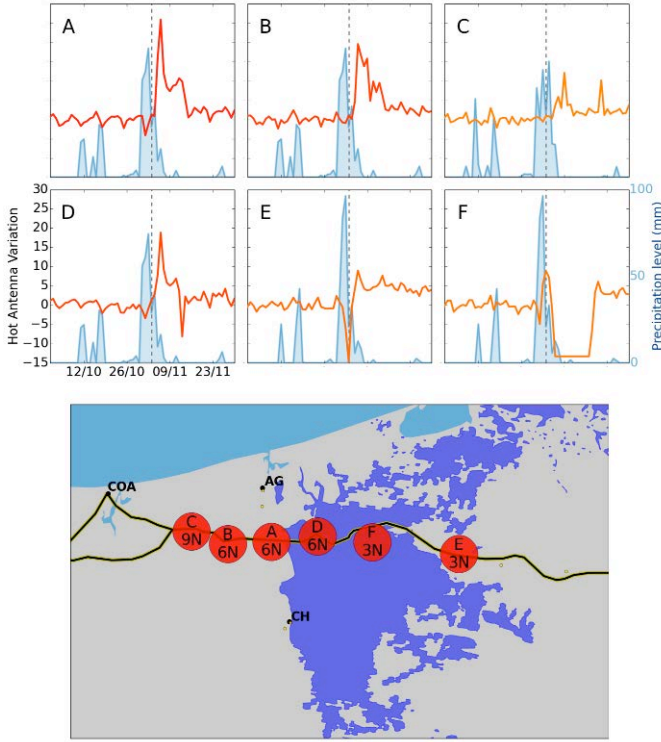 A
B
C
Hot Antenna Variation
30
25
20
15
10
5
0
−5
−10
−15
D
E
F
12/10
26/10
09/11
23/11
100
50
0
Precipitation level (mm)
COA
AG
C
9N
B
6N
A
6N
D
6N
F
3N
E
3N
CH